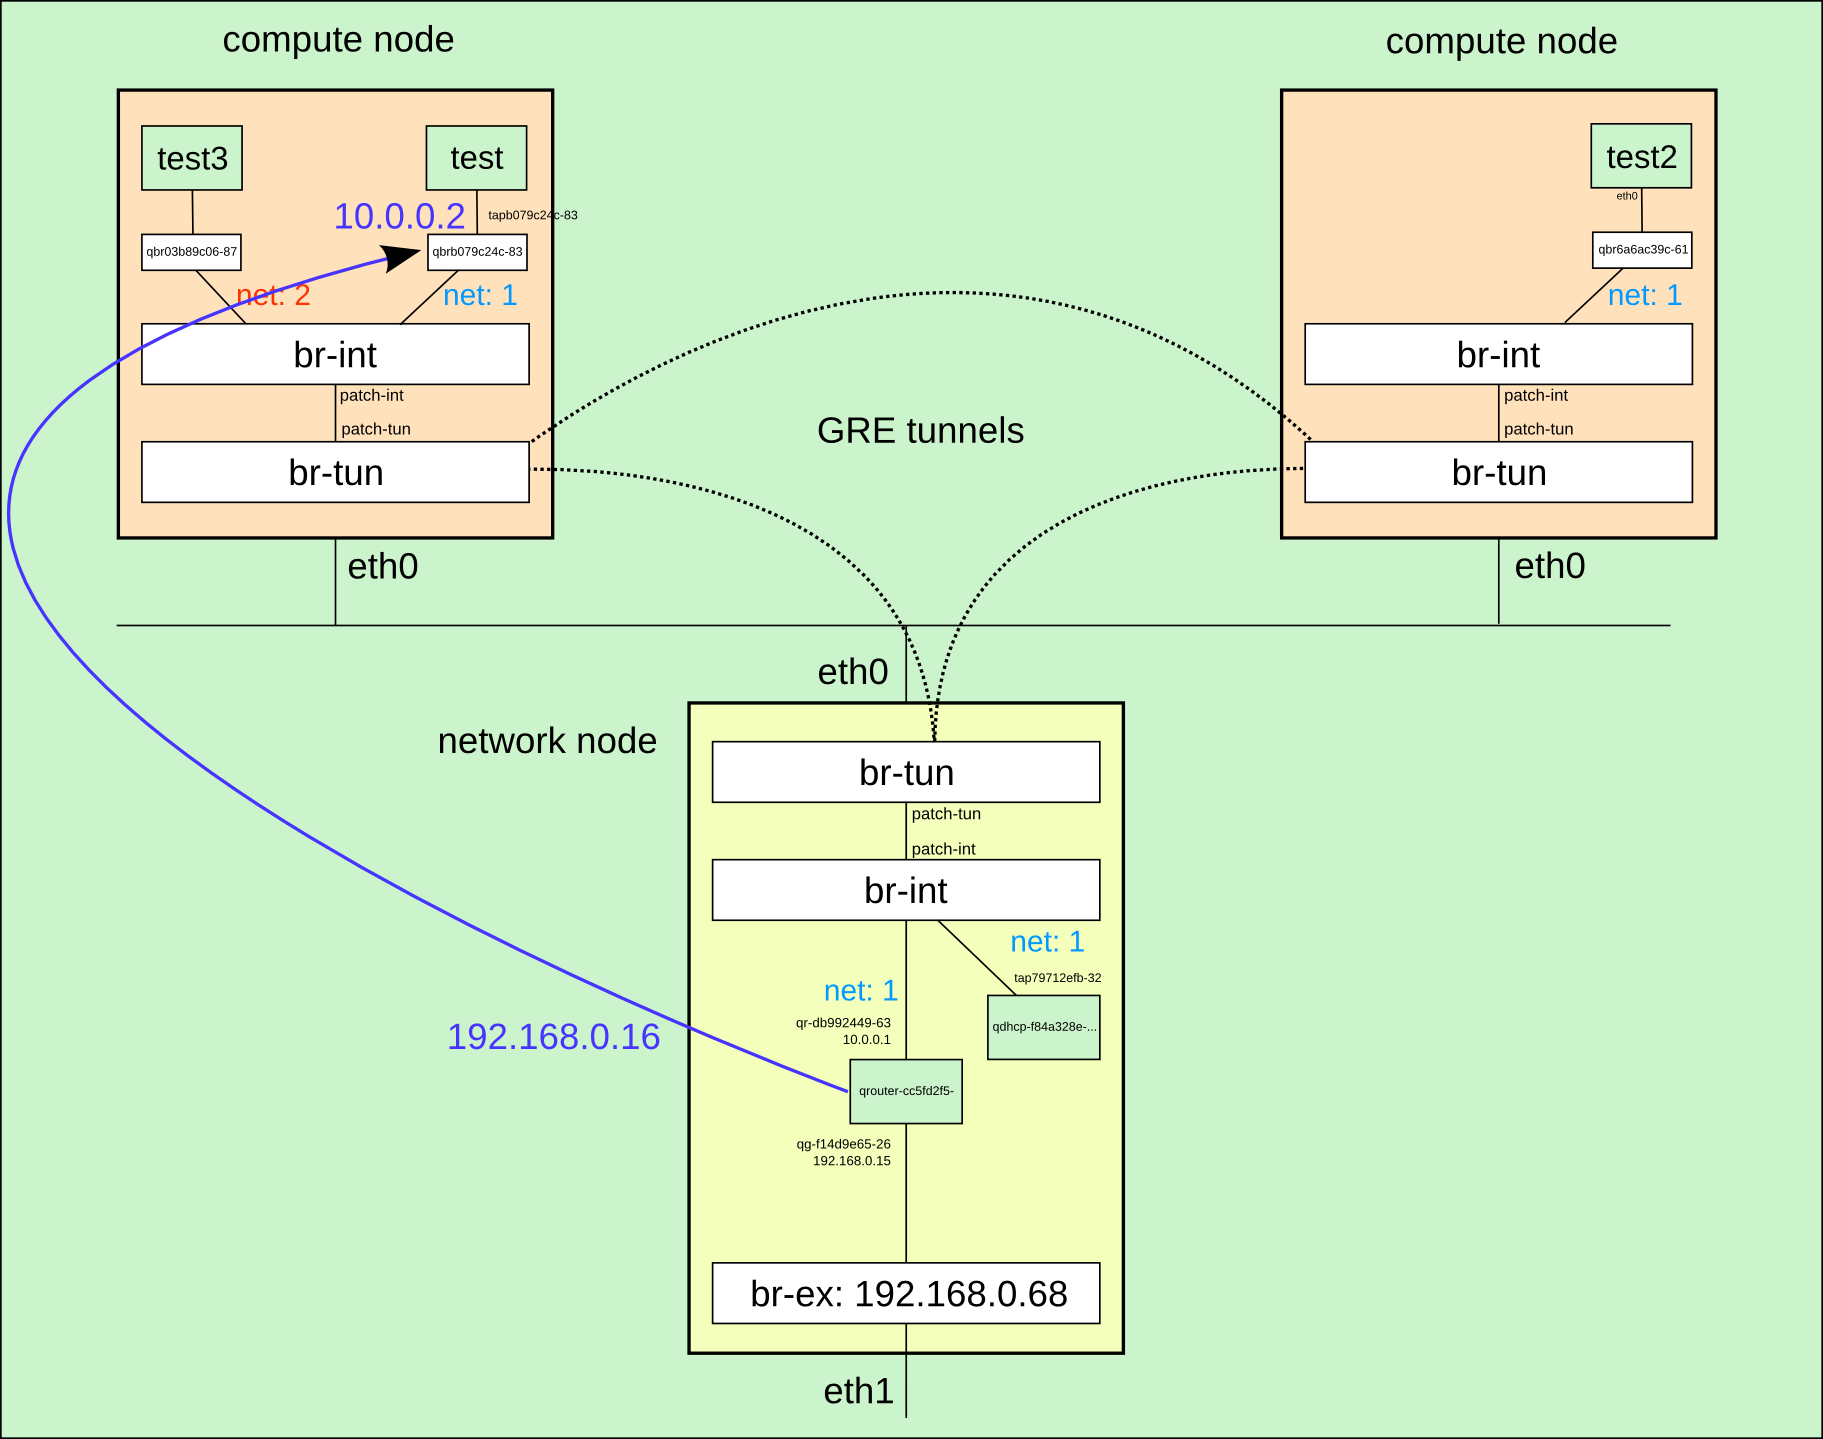 compute node
compute node
test3
test
test2
10.0.0.2
tapb079c24c-83
eth0
qbr03b89c06-87
qbrb079c24c-83
qbr6a6ac39c-61
net: 2
net: 1
net: 1
br-int
br-int
patch-int
patch-int
patch-tun
patch-tun
GRE tunnels
br-tun
br-tun
eth0
eth0
eth0
network node
br-tun
patch-tun
patch-int
br-int
net: 1
tap79712efb-32
net: 1
qr-db992449-63
10.0.0.1
qdhcp-f84a328e-...
192.168.0.16
qrouter-cc5fd2f5-
qg-f14d9e65-26
192.168.0.15
br-ex: 192.168.0.68
eth1